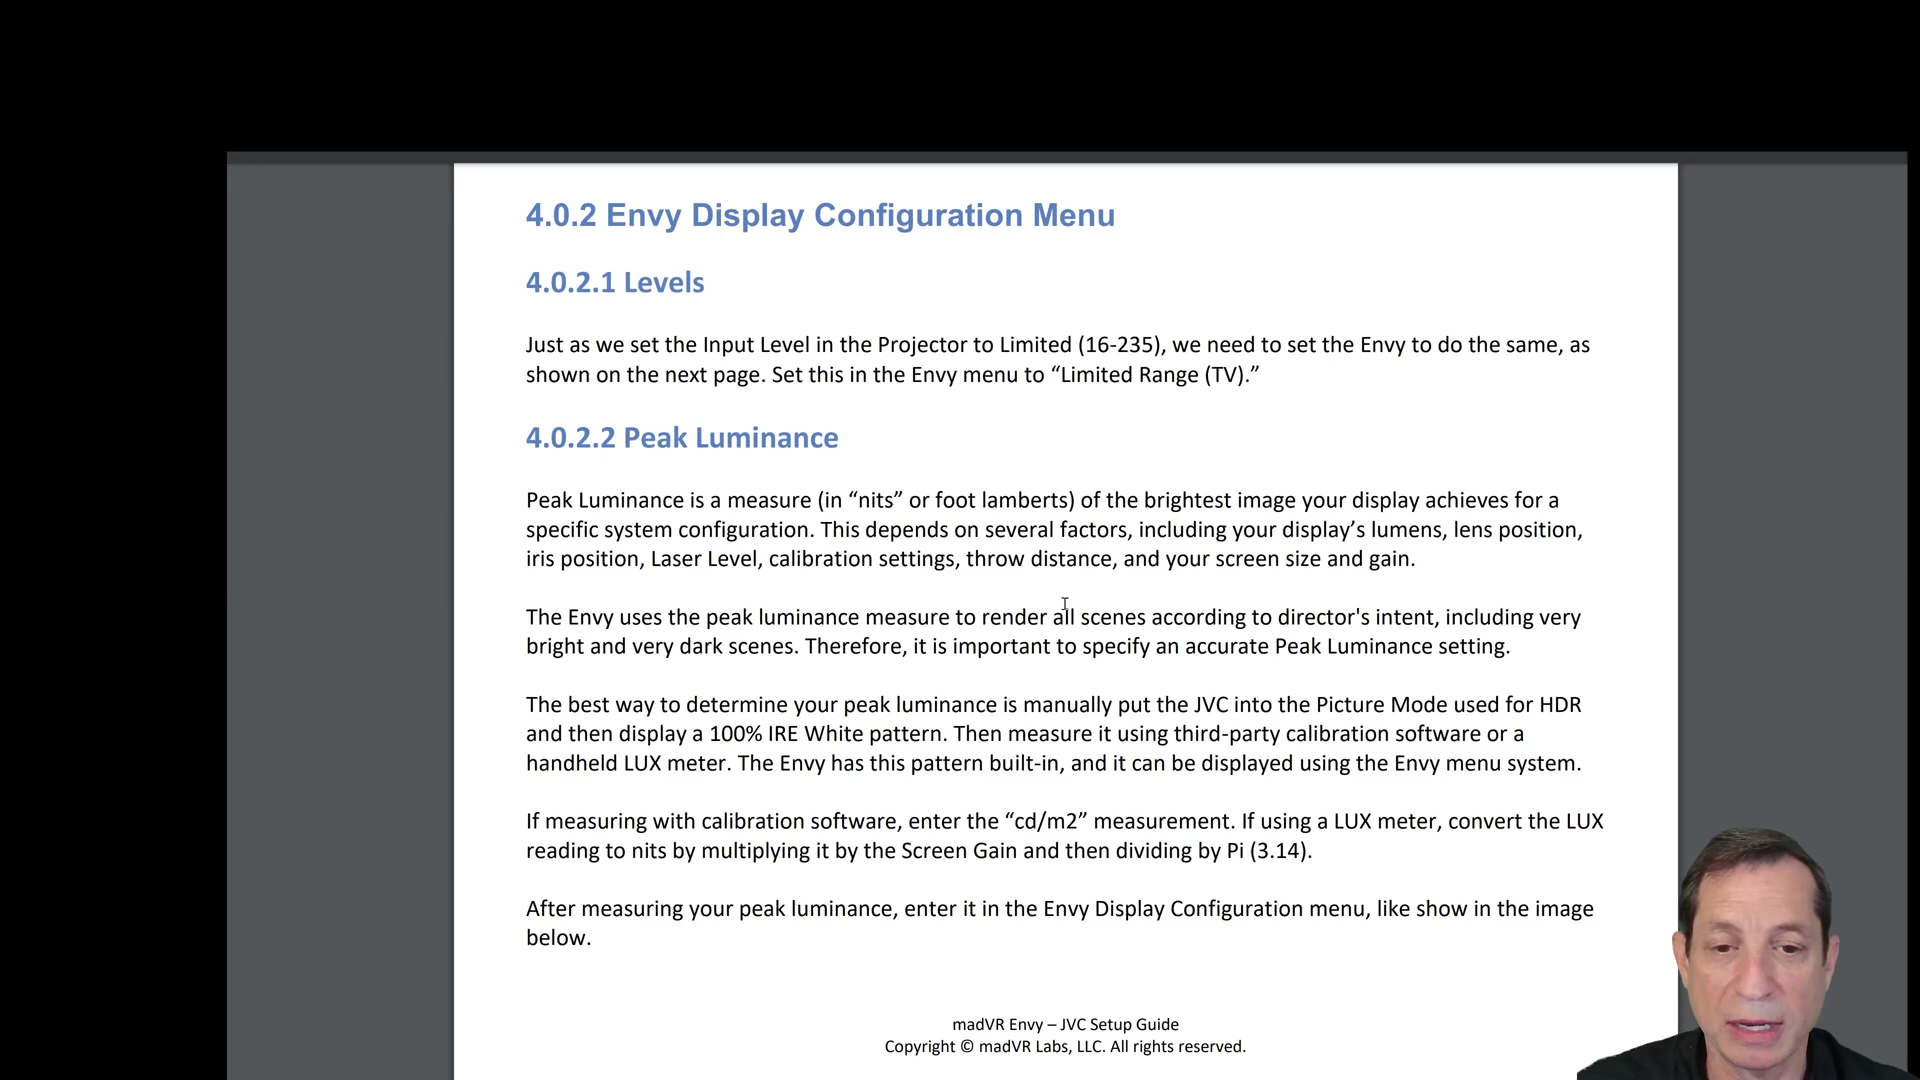 4.0.2 Envy Display Configuration Menu
4.0.2.1 Levels
Just as we set the Input Level in the Projector to Limited (16-235), we need to set the Envy to do the same, as
shown on the next page. Set this in the Envy menu to “Limited Range (TV).”
4.0.2.2 Peak Luminance
Peak Luminance is a measure (in “nits” or foot lamberts) of the brightest image your display achieves for a
specific system configuration. This depends on several factors, including your display’s lumens, lens position,
iris position, Laser Level, calibration settings, throw distance, and your screen size and gain.
The Envy uses the peak luminance measure to render all scenes according to director's intent, including very
bright and very dark scenes. Therefore, it is important to specify an accurate Peak Luminance setting.
The best way to determine your peak luminance is manually put the JVC into the Picture Mode used for HDR
and then display a 100% IRE White pattern. Then measure it using third-party calibration software or a
handheld LUX meter. The Envy has this pattern built-in, and it can be displayed using the Envy menu system.
If measuring with calibration software, enter the “cd/m2” measurement. If using a LUX meter, convert the LUX
reading to nits by multiplying it by the Screen Gain and then dividing by Pi (3.14).
After measuring your peak luminance, enter it in the Envy Display Configuration menu, like show in the image
below.
madVR Envy – JVC Setup Guide
Copyright © madVR Labs, LLC. All rights reserved.